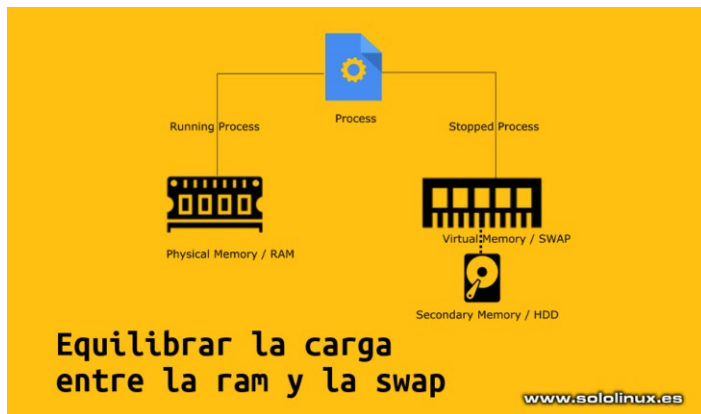 Process
Running Process
Stopped Process
Physical Memory / RAM
Virtual Memory / SWAP
Secondary Memory / HDD
Equilibrar la carga
entre la ram y la swap
www.sololinux.es